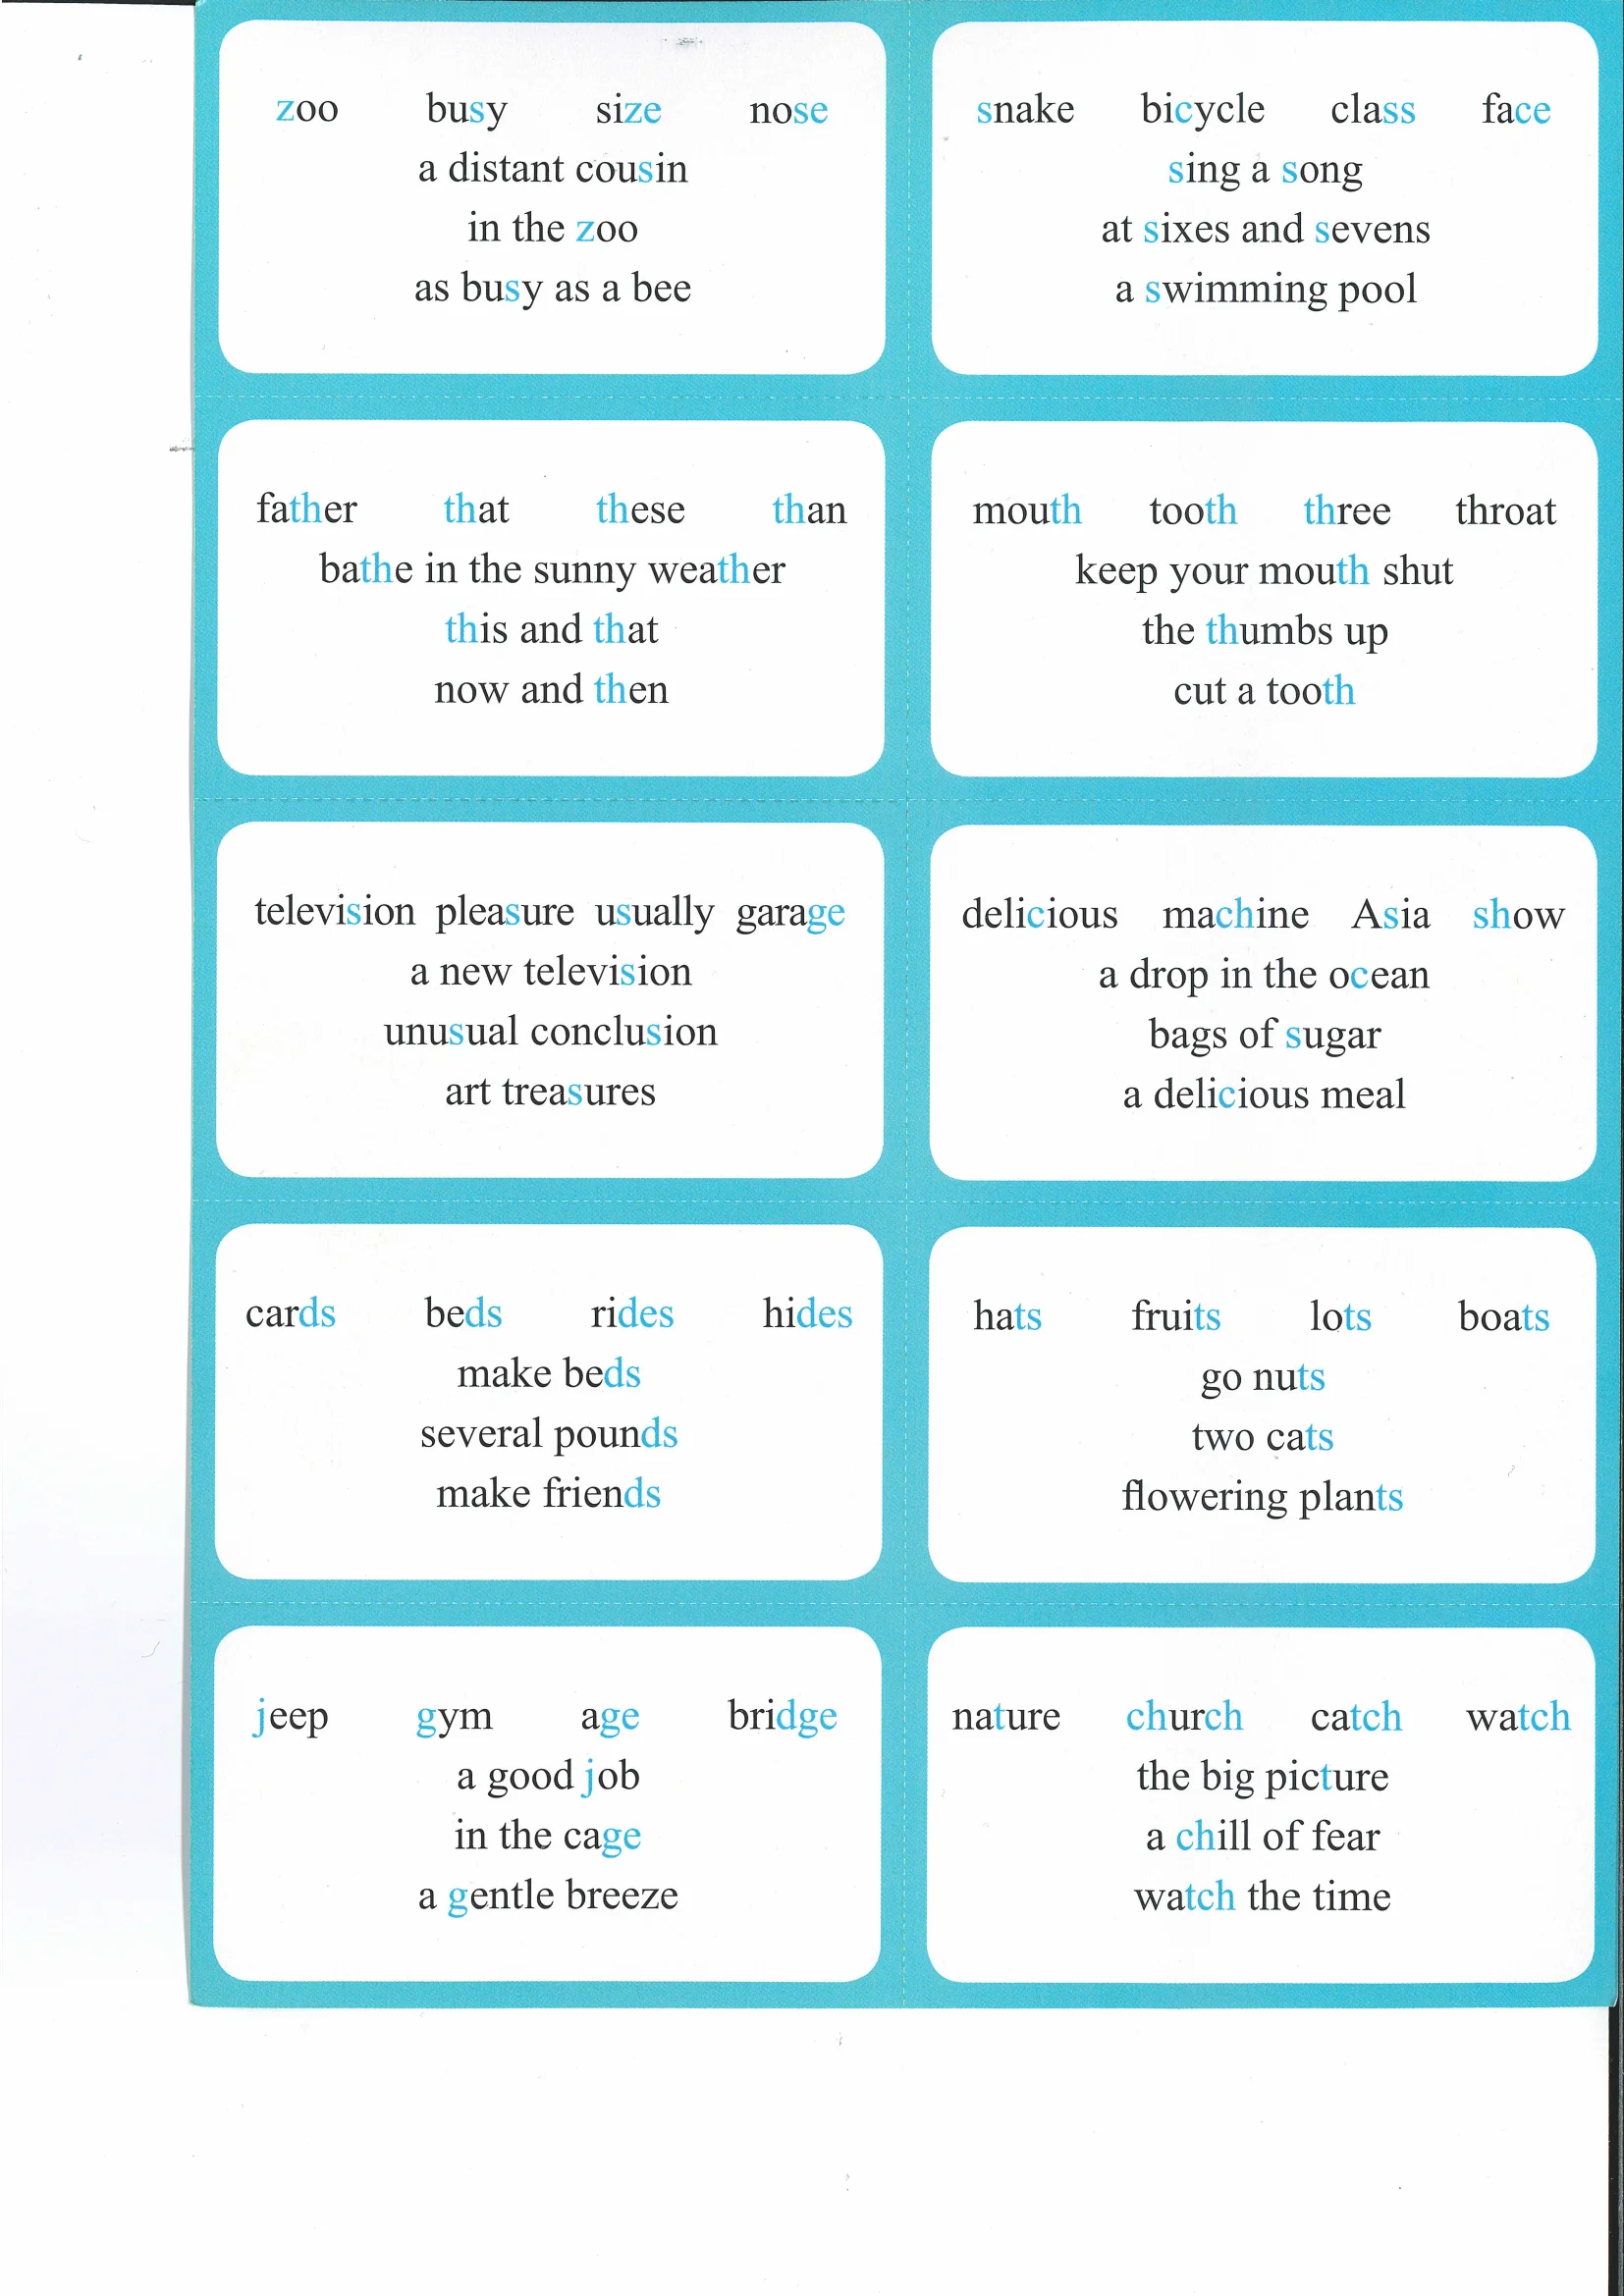 zoo busy size nose
a distant cousin
in the zoo
as busy as a bee
snake bicycle class face
sing a song
at sixes and sevens
a swimming pool
father that these than
bathe in the sunny weather
this and that
now and then
mouth tooth three throat
keep your mouth shut
the thumbs up
cut a tooth
television pleasure usually garage
a new television
unusual conclusion
art treasures
delicious machine Asia show
a drop in the ocean
bags of sugar
a delicious meal
cards beds rides hides
make beds
several pounds
make friends
hats fruits lots boats
go nuts
two cats
flowering plants
jeep gym age bridge
a good job
in the cage
a gentle breeze
nature church catch watch
the big picture
a chill of fear
watch the time